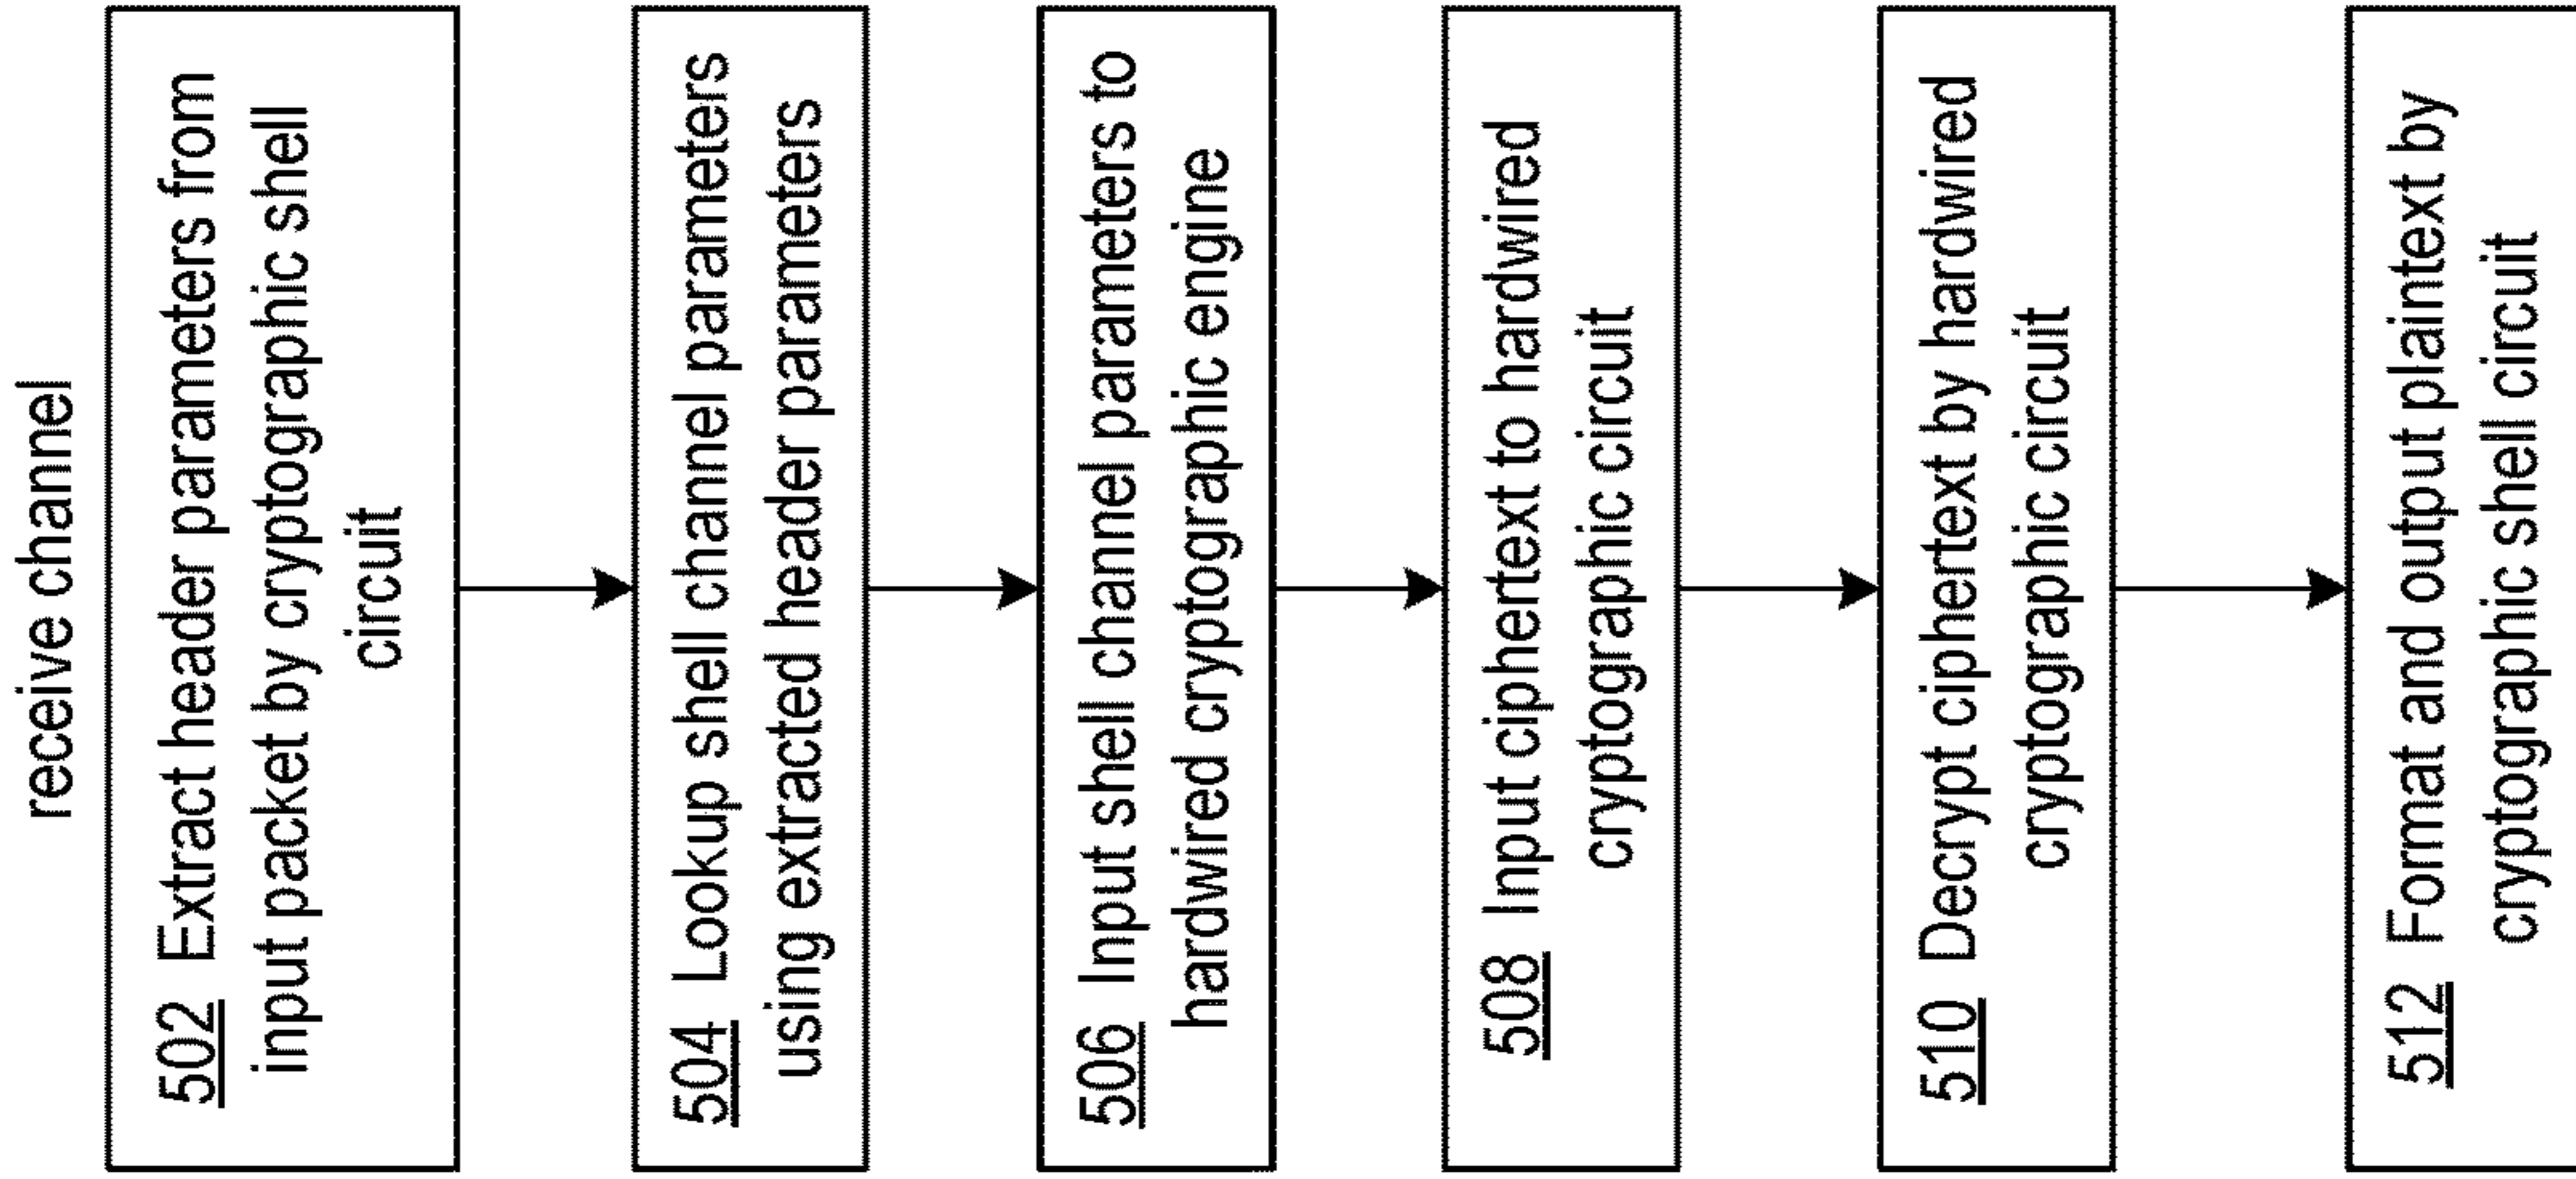 receive channel
502 Extract header parameters from
input packet by cryptographic shell
circuit
504 Lookup shell channel parameters
using extracted header parameters
506 Input shell channel parameters to
hardwired cryptographic engine
508 Input ciphertext to hardwired
cryptographic circuit
510 Decrypt ciphertext by hardwired
cryptographic circuit
512 Format and output plaintext by
cryptographic shell circuit